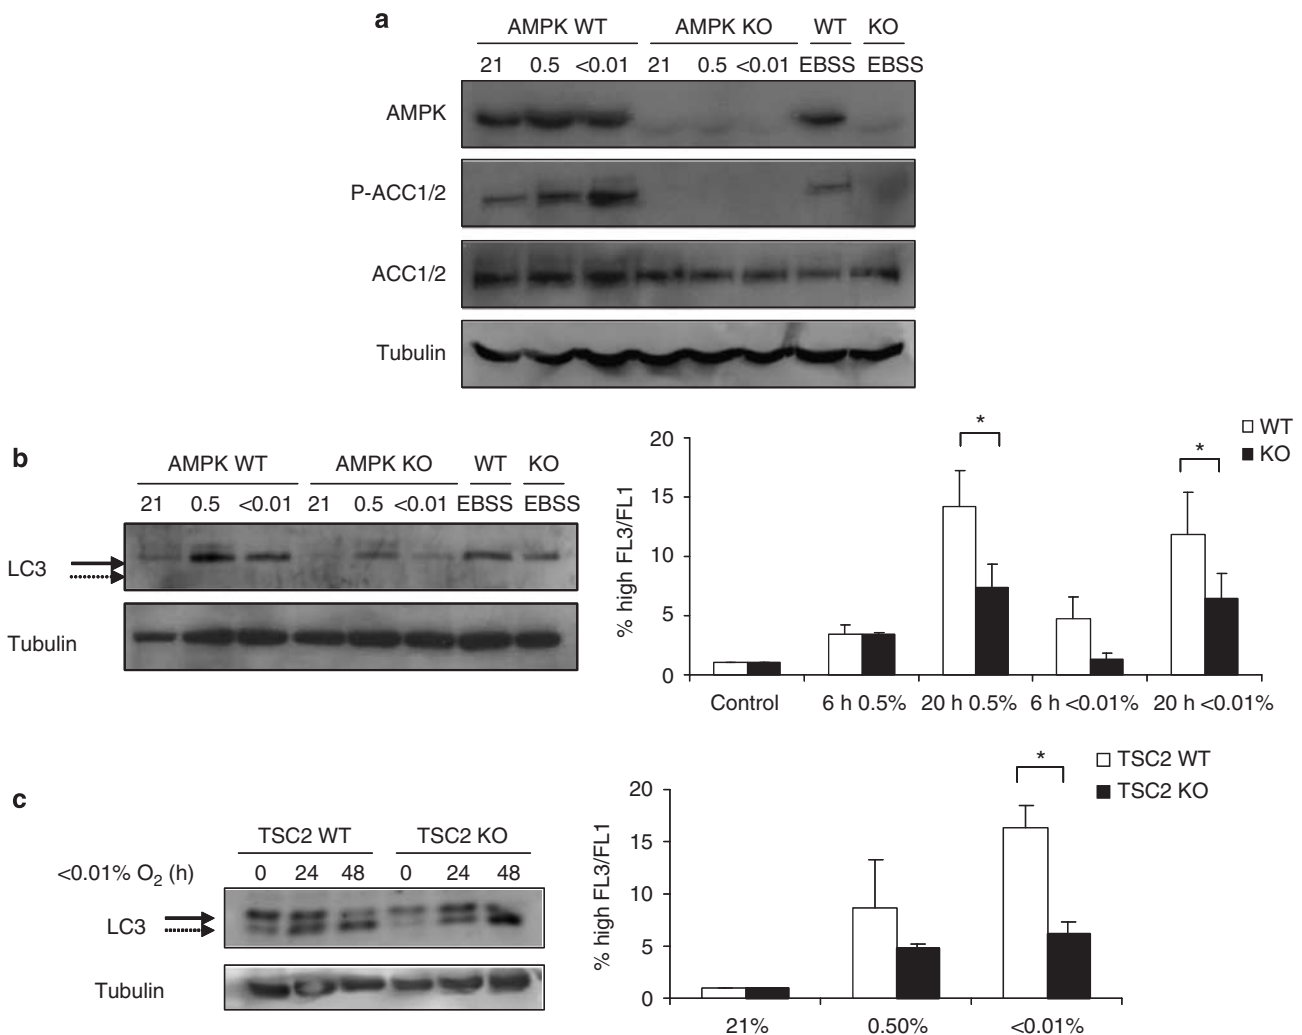 a
AMPK WT AMPK KO WT KO
21 0.5 <0.01 21 0.5 <0.01 EBSS EBSS
AMPK
P-ACC1/2
ACC1/2
Tubulin
b
AMPK WT AMPK KO WT KO
21 0.5 <0.01 21 0.5 <0.01 EBSS EBSS
LC3
Tubulin
% high FL3/FL1
20
15
10
5
0
* *
WT
KO
Control 6 h 0.5% 20 h 0.5% 6 h <0.01% 20 h <0.01%
c
TSC2 WT TSC2 KO
<0.01% O2 (h) 0 24 48 0 24 48
LC3
Tubulin
% high FL3/FL1
20
15
10
5
0
*
TSC2 WT
TSC2 KO
21% 0.50% <0.01%